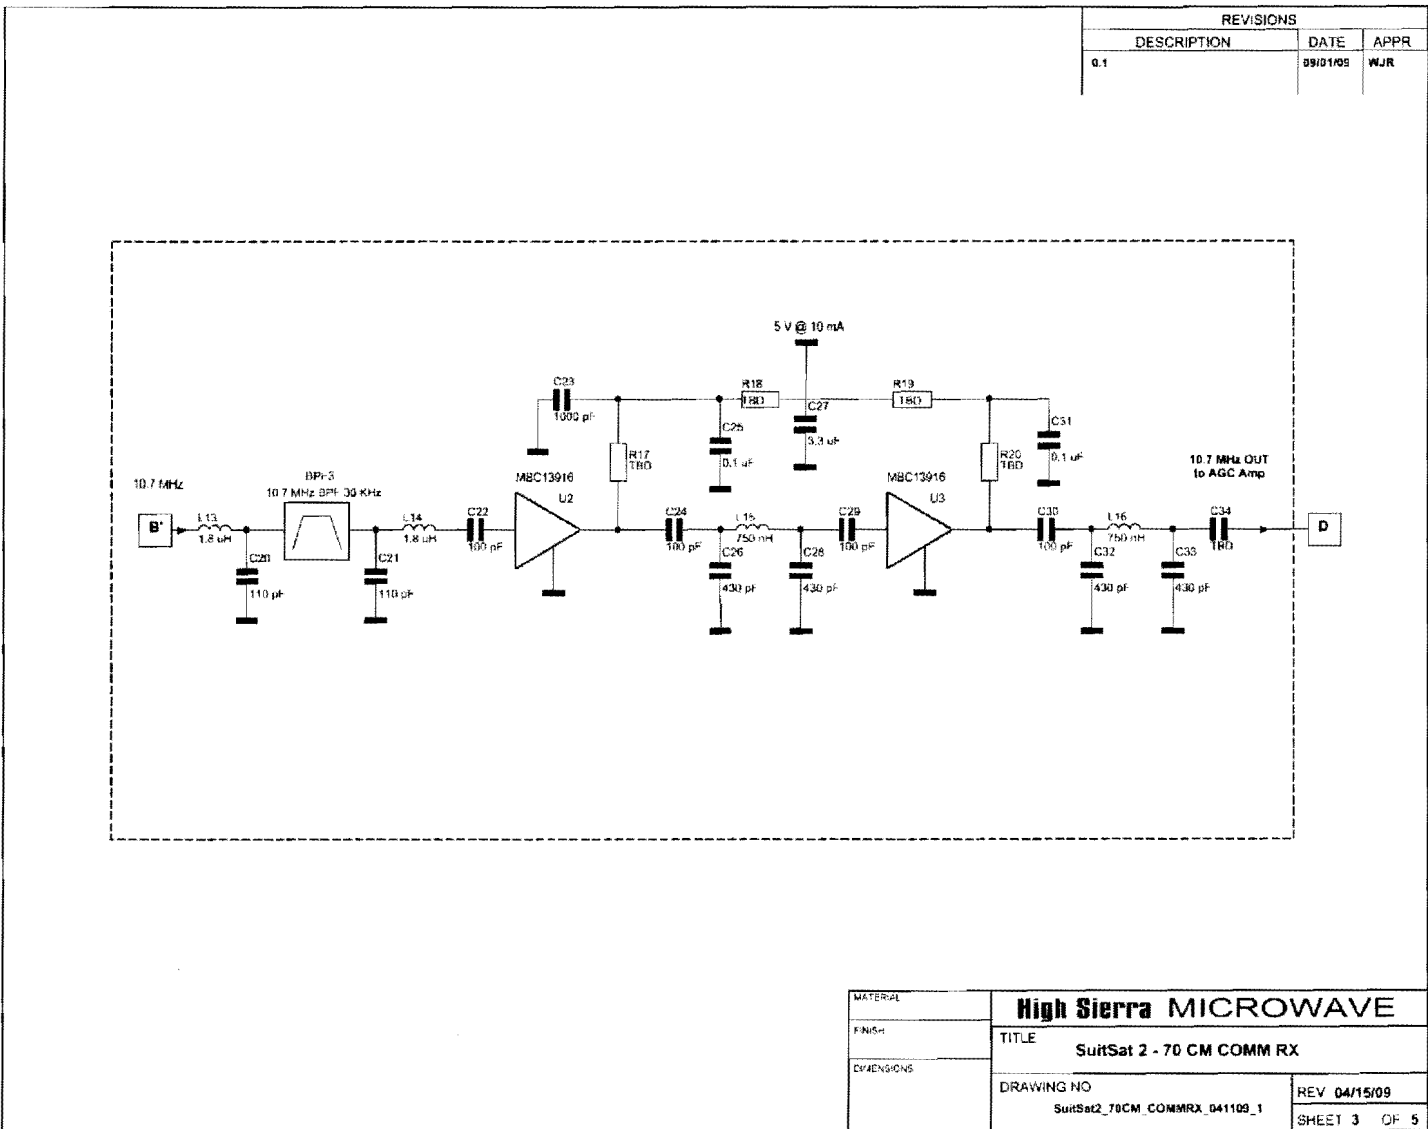 REVISIONS
DESCRIPTION DATE APPR
0.1 09/01/09 WJR
5 V @ 10 mA
C23
1000 pF
R18
TBD
C27
3.3 uF
R19
TBD
C25
0.1 uF
C31
0.1 uF
R17
TBD
R20
TBD
10.7 MHz OUT
to AGC Amp
10.7 MHz
BPF3
10.7 MHz BPF 30 KHz
MBC13916
U2
MBC13916
U3
B'
L13
1.8 uH
L14
1.8 uH
C22
100 pF
C24
100 pF
L15
750 nH
C29
100 pF
C30
100 pF
L16
750 nH
C34
TBD
D
C20
110 pF
C21
110 pF
C26
430 pF
C28
430 pF
C32
430 pF
C33
430 pF
MATERIAL
FINISH
DIMENSIONS
High Sierra MICROWAVE
TITLE
SuitSat 2 - 70 CM COMM RX
DRAWING NO
SuitSat2_70CM_COMMRX_041109_1
REV 04/15/09
SHEET 3 OF 5